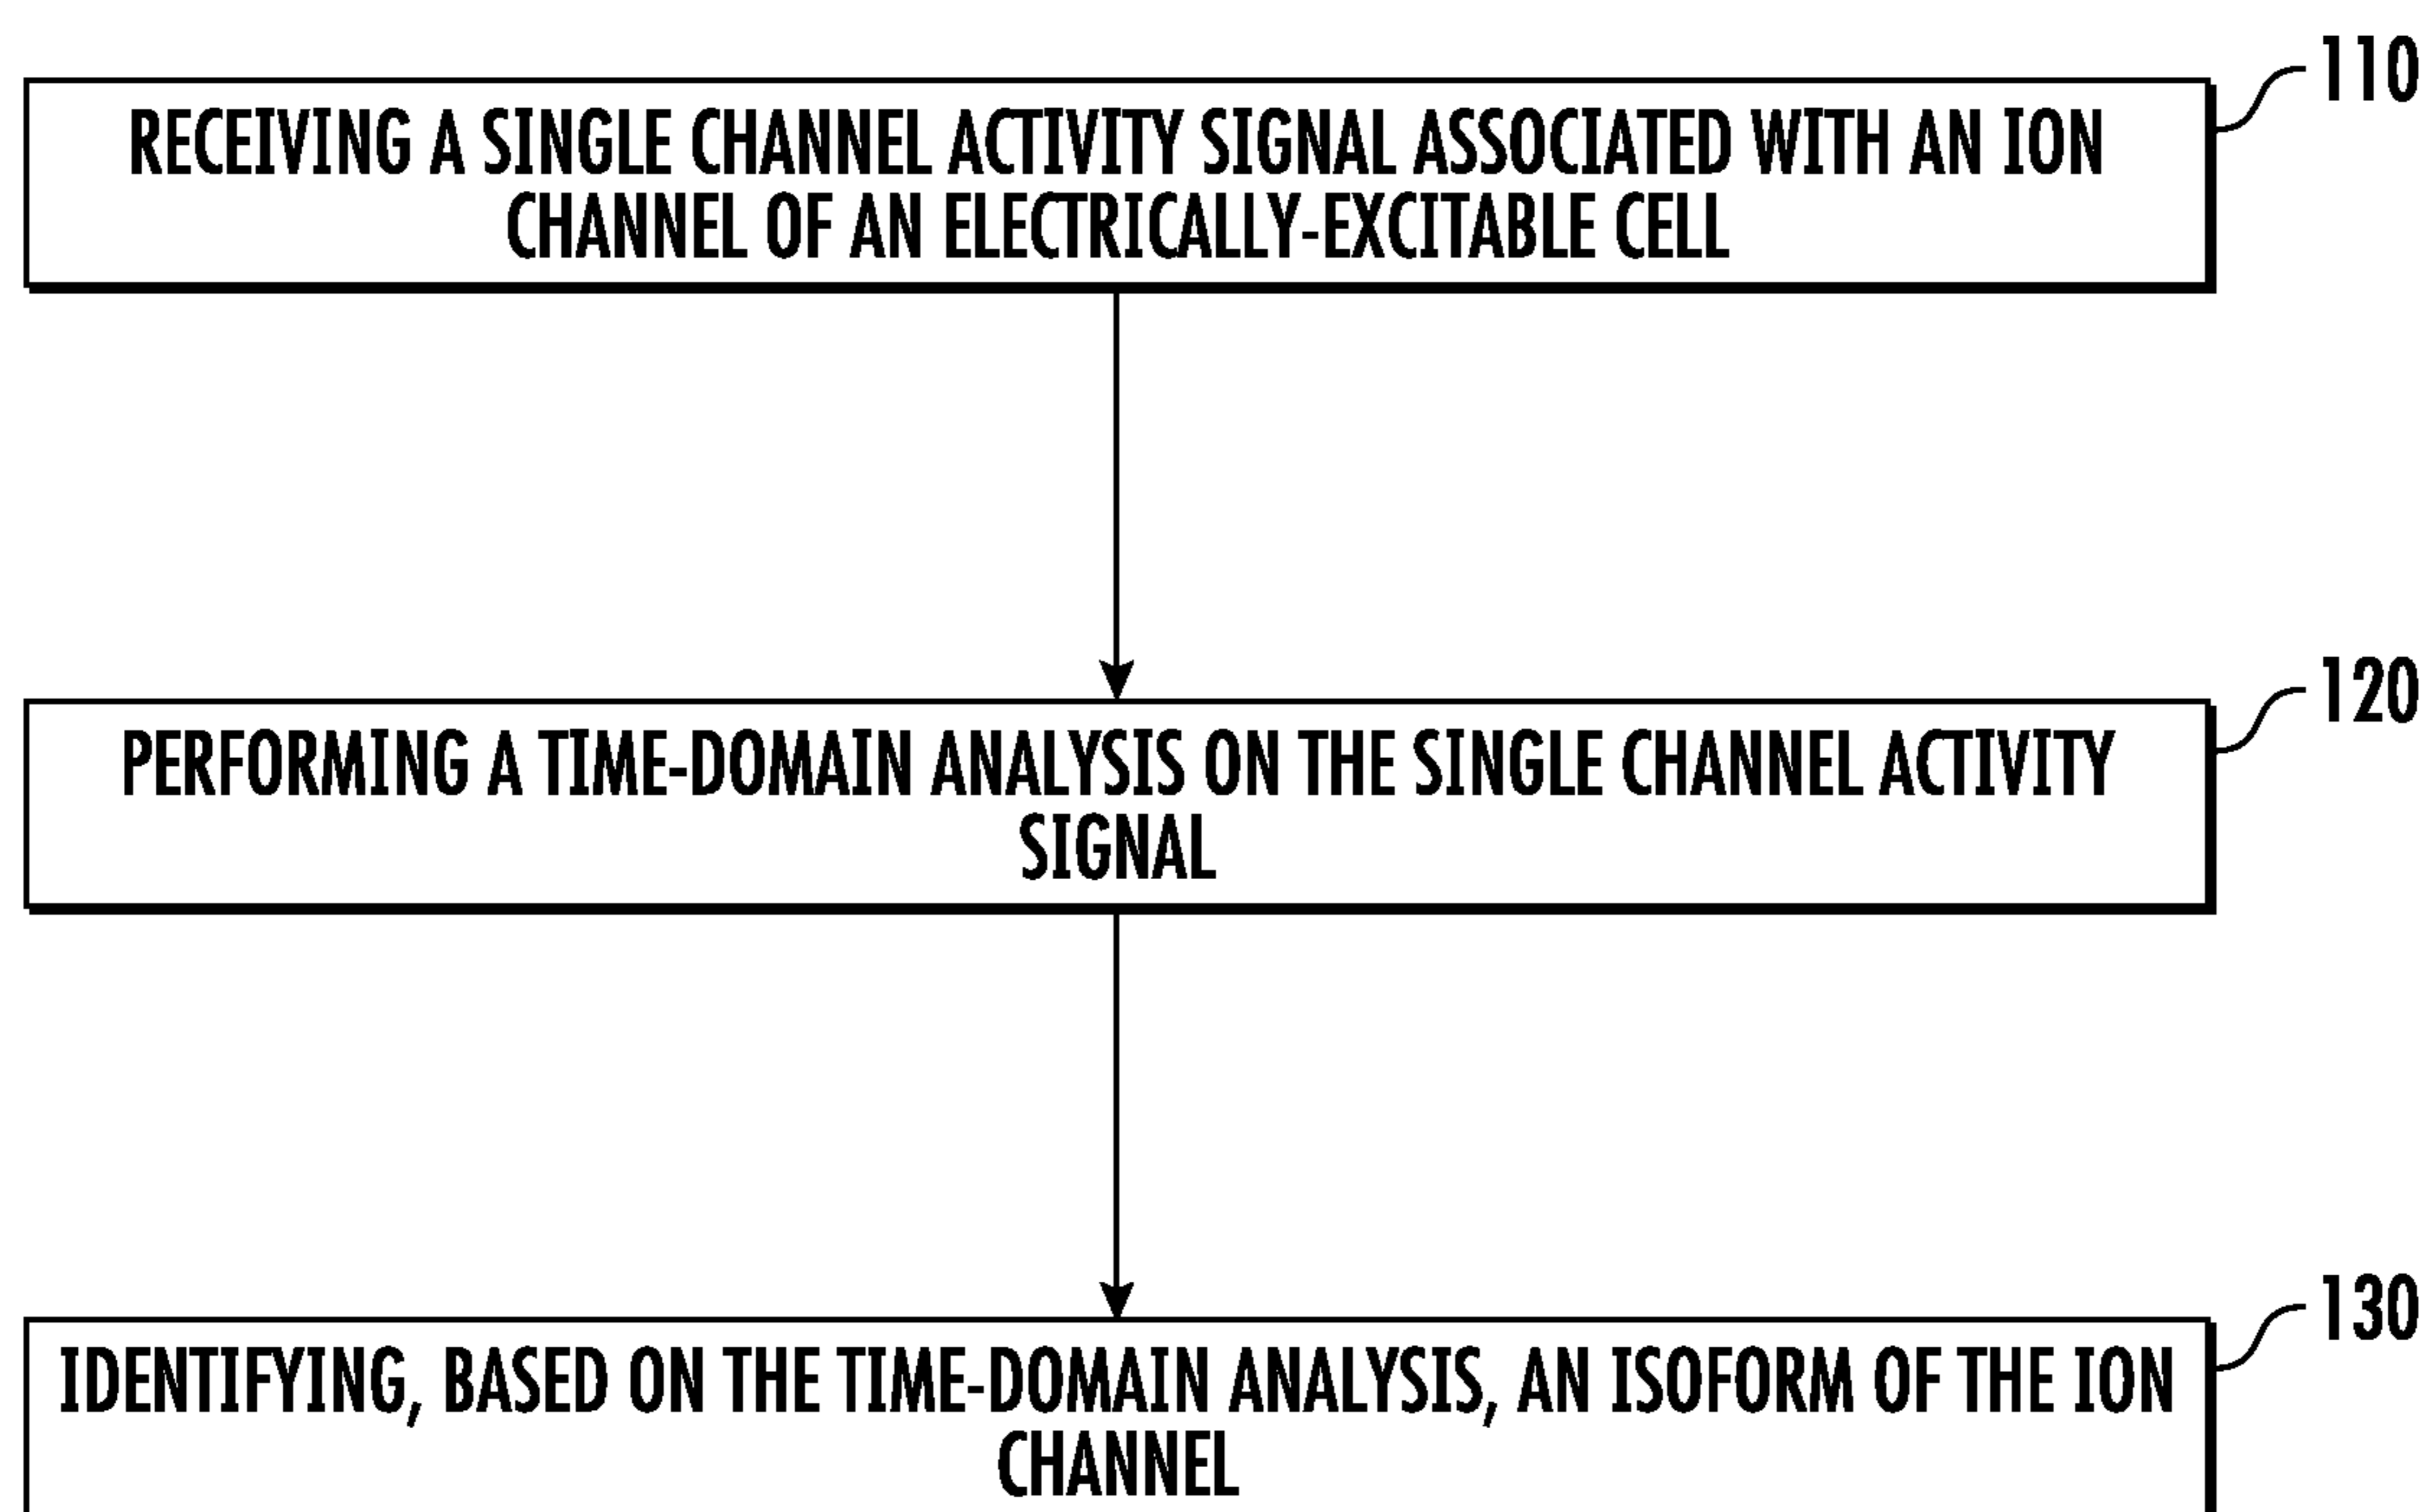 110
RECEIVING A SINGLE CHANNEL ACTIVITY SIGNAL ASSOCIATED WITH AN ION
CHANNEL OF AN ELECTRICALLY-EXCITABLE CELL
120
PERFORMING A TIME-DOMAIN ANALYSIS ON THE SINGLE CHANNEL ACTIVITY
SIGNAL
130
IDENTIFYING, BASED ON THE TIME-DOMAIN ANALYSIS, AN ISOFORM OF THE ION
CHANNEL